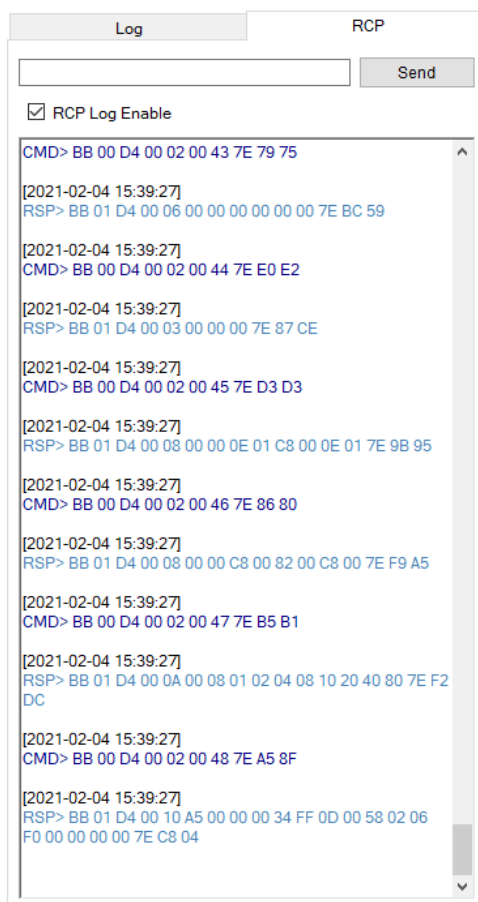 Log
RCP
Send
RCP Log Enable
CMD> BB 00 D4 00 02 00 43 7E 79 75
[2021-02-04 15:39:27]
RSP> BB 01 D4 00 06 00 00 00 00 00 00 7E BC 59
[2021-02-04 15:39:27]
CMD> BB 00 D4 00 02 00 44 7E E0 E2
[2021-02-04 15:39:27]
RSP> BB 01 D4 00 03 00 00 00 7E 87 CE
[2021-02-04 15:39:27]
CMD> BB 00 D4 00 02 00 45 7E D3 D3
[2021-02-04 15:39:27]
RSP> BB 01 D4 00 08 00 00 0E 01 C8 00 0E 01 7E 9B 95
[2021-02-04 15:39:27]
CMD> BB 00 D4 00 02 00 46 7E 86 80
[2021-02-04 15:39:27]
RSP> BB 01 D4 00 08 00 00 C8 00 82 00 C8 00 7E F9 A5
[2021-02-04 15:39:27]
CMD> BB 00 D4 00 02 00 47 7E B5 B1
[2021-02-04 15:39:27]
RSP> BB 01 D4 00 0A 00 08 01 02 04 08 10 20 40 80 7E F2
DC
[2021-02-04 15:39:27]
CMD> BB 00 D4 00 02 00 48 7E A5 8F
[2021-02-04 15:39:27]
RSP> BB 01 D4 00 10 A5 00 00 00 34 FF 0D 00 58 02 06
F0 00 00 00 00 7E C8 04